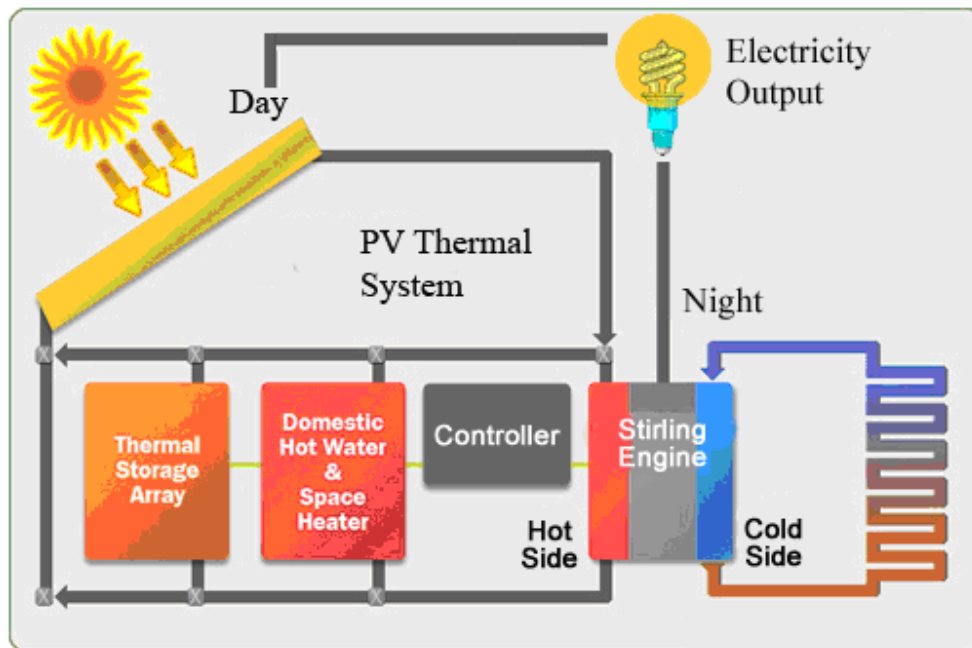 Electricity
Output
Day
PV Thermal
System
Night
Thermal
Storage
Array
Domestic
Hot Water
&
Space
Heater
Controller
Stirling
Engine
Hot
Side
Cold
Side
X
X
X
X
X
X
X